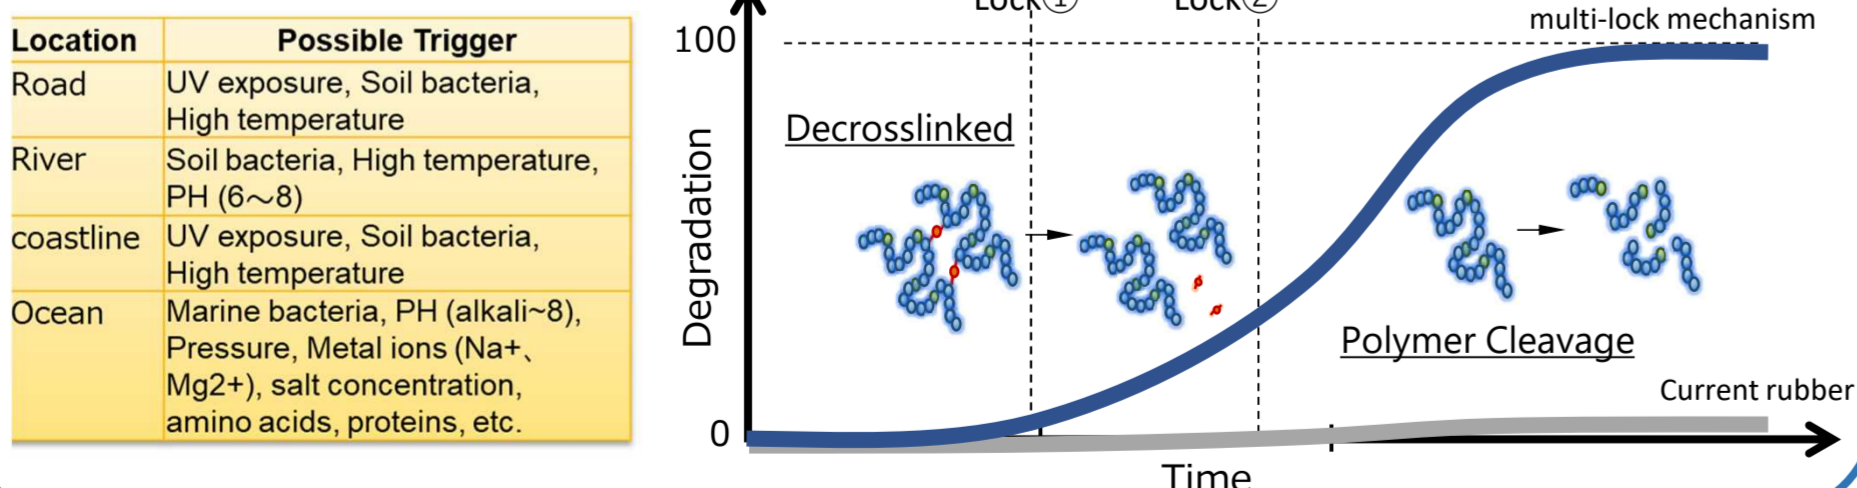 Location Possible Trigger
Road UV exposure, Soil bacteria,
High temperature
River Soil bacteria, High temperature,
PH (6〜8)
coastline UV exposure, Soil bacteria,
High temperature
Ocean Marine bacteria, PH (alkali~8),
Pressure, Metal ions (Na+、
Mg2+), salt concentration,
amino acids, proteins, etc.
Lock① Lock②
multi-lock mechanism
100
Decrosslinked
Degradation
Polymer Cleavage
Current rubber
0
Time